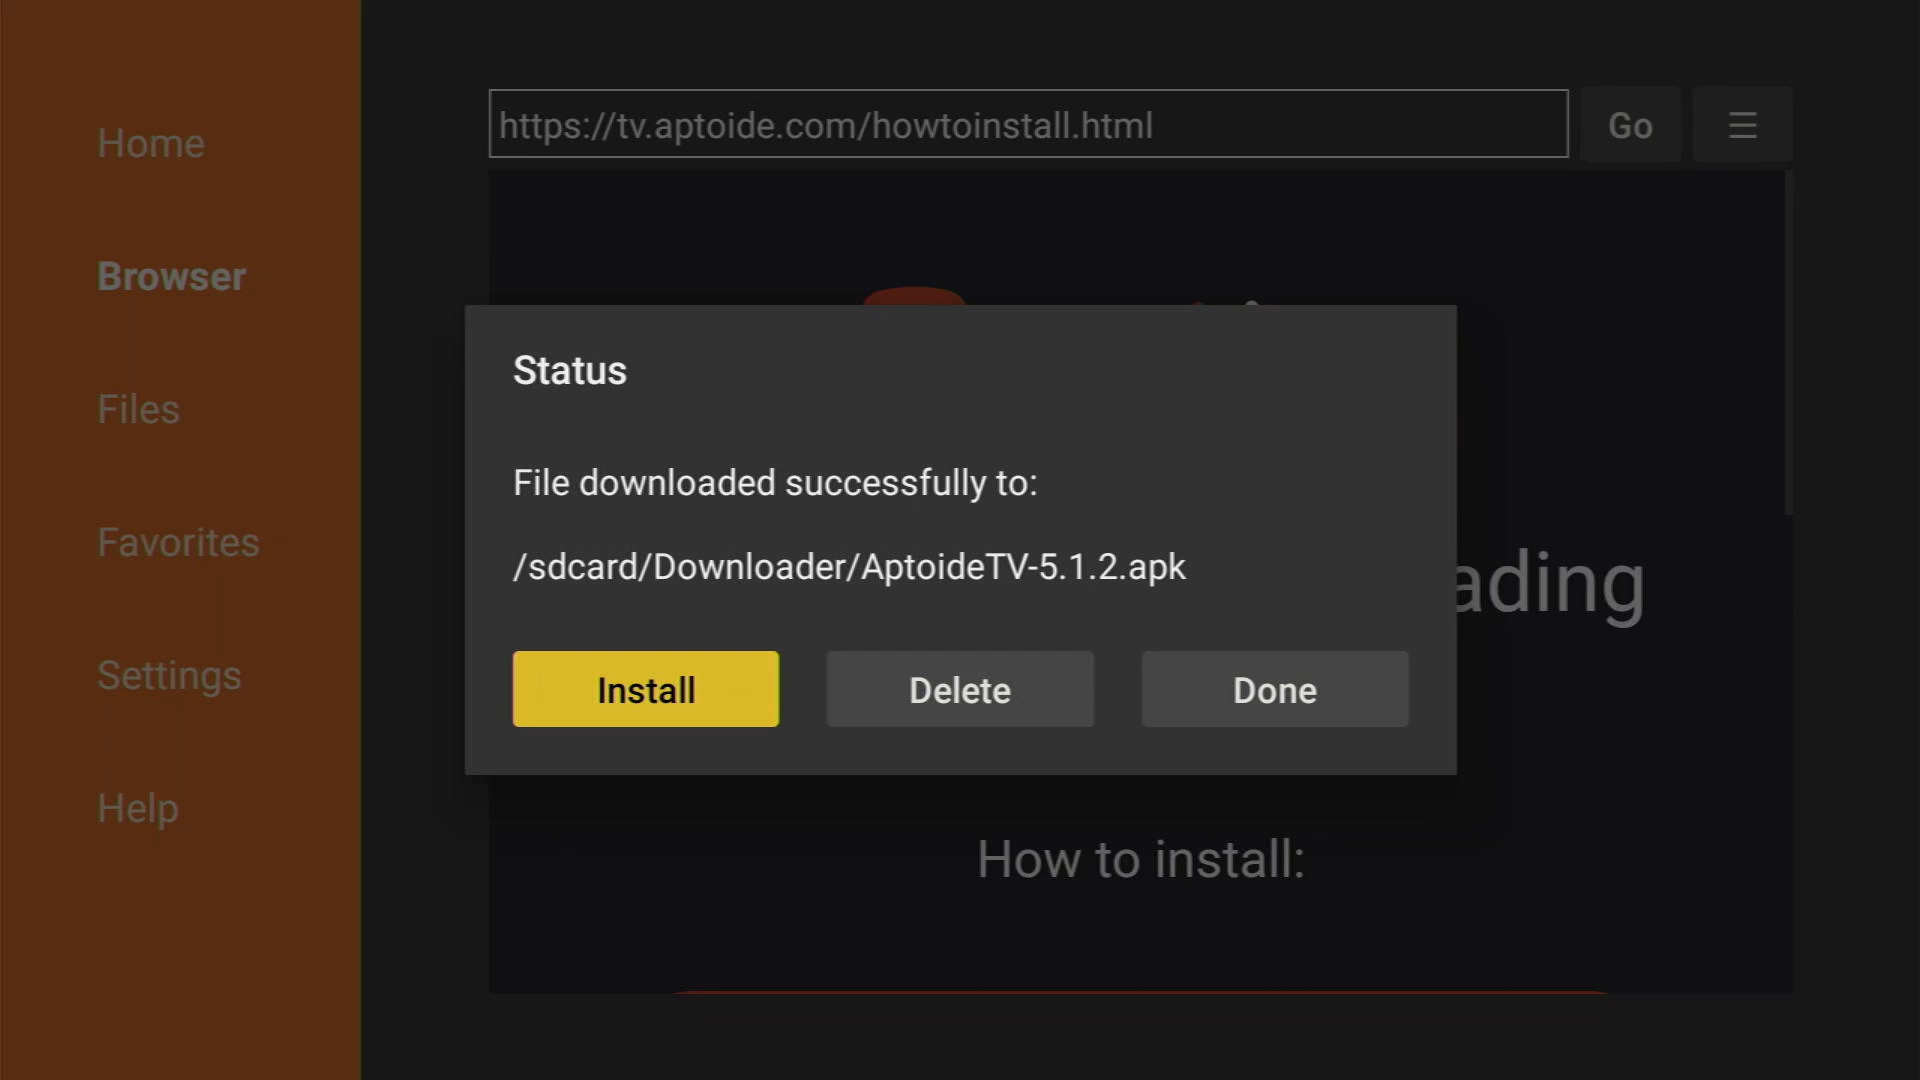 Home
Browser
Files
Favorites
Settings
Help
https://tv.aptoide.com/howtoinstall.html
Go
Status
File downloaded successfully to:
/sdcard/Downloader/AptoideTV-5.1.2.apk
Install
Delete
Done
ading
How to install: